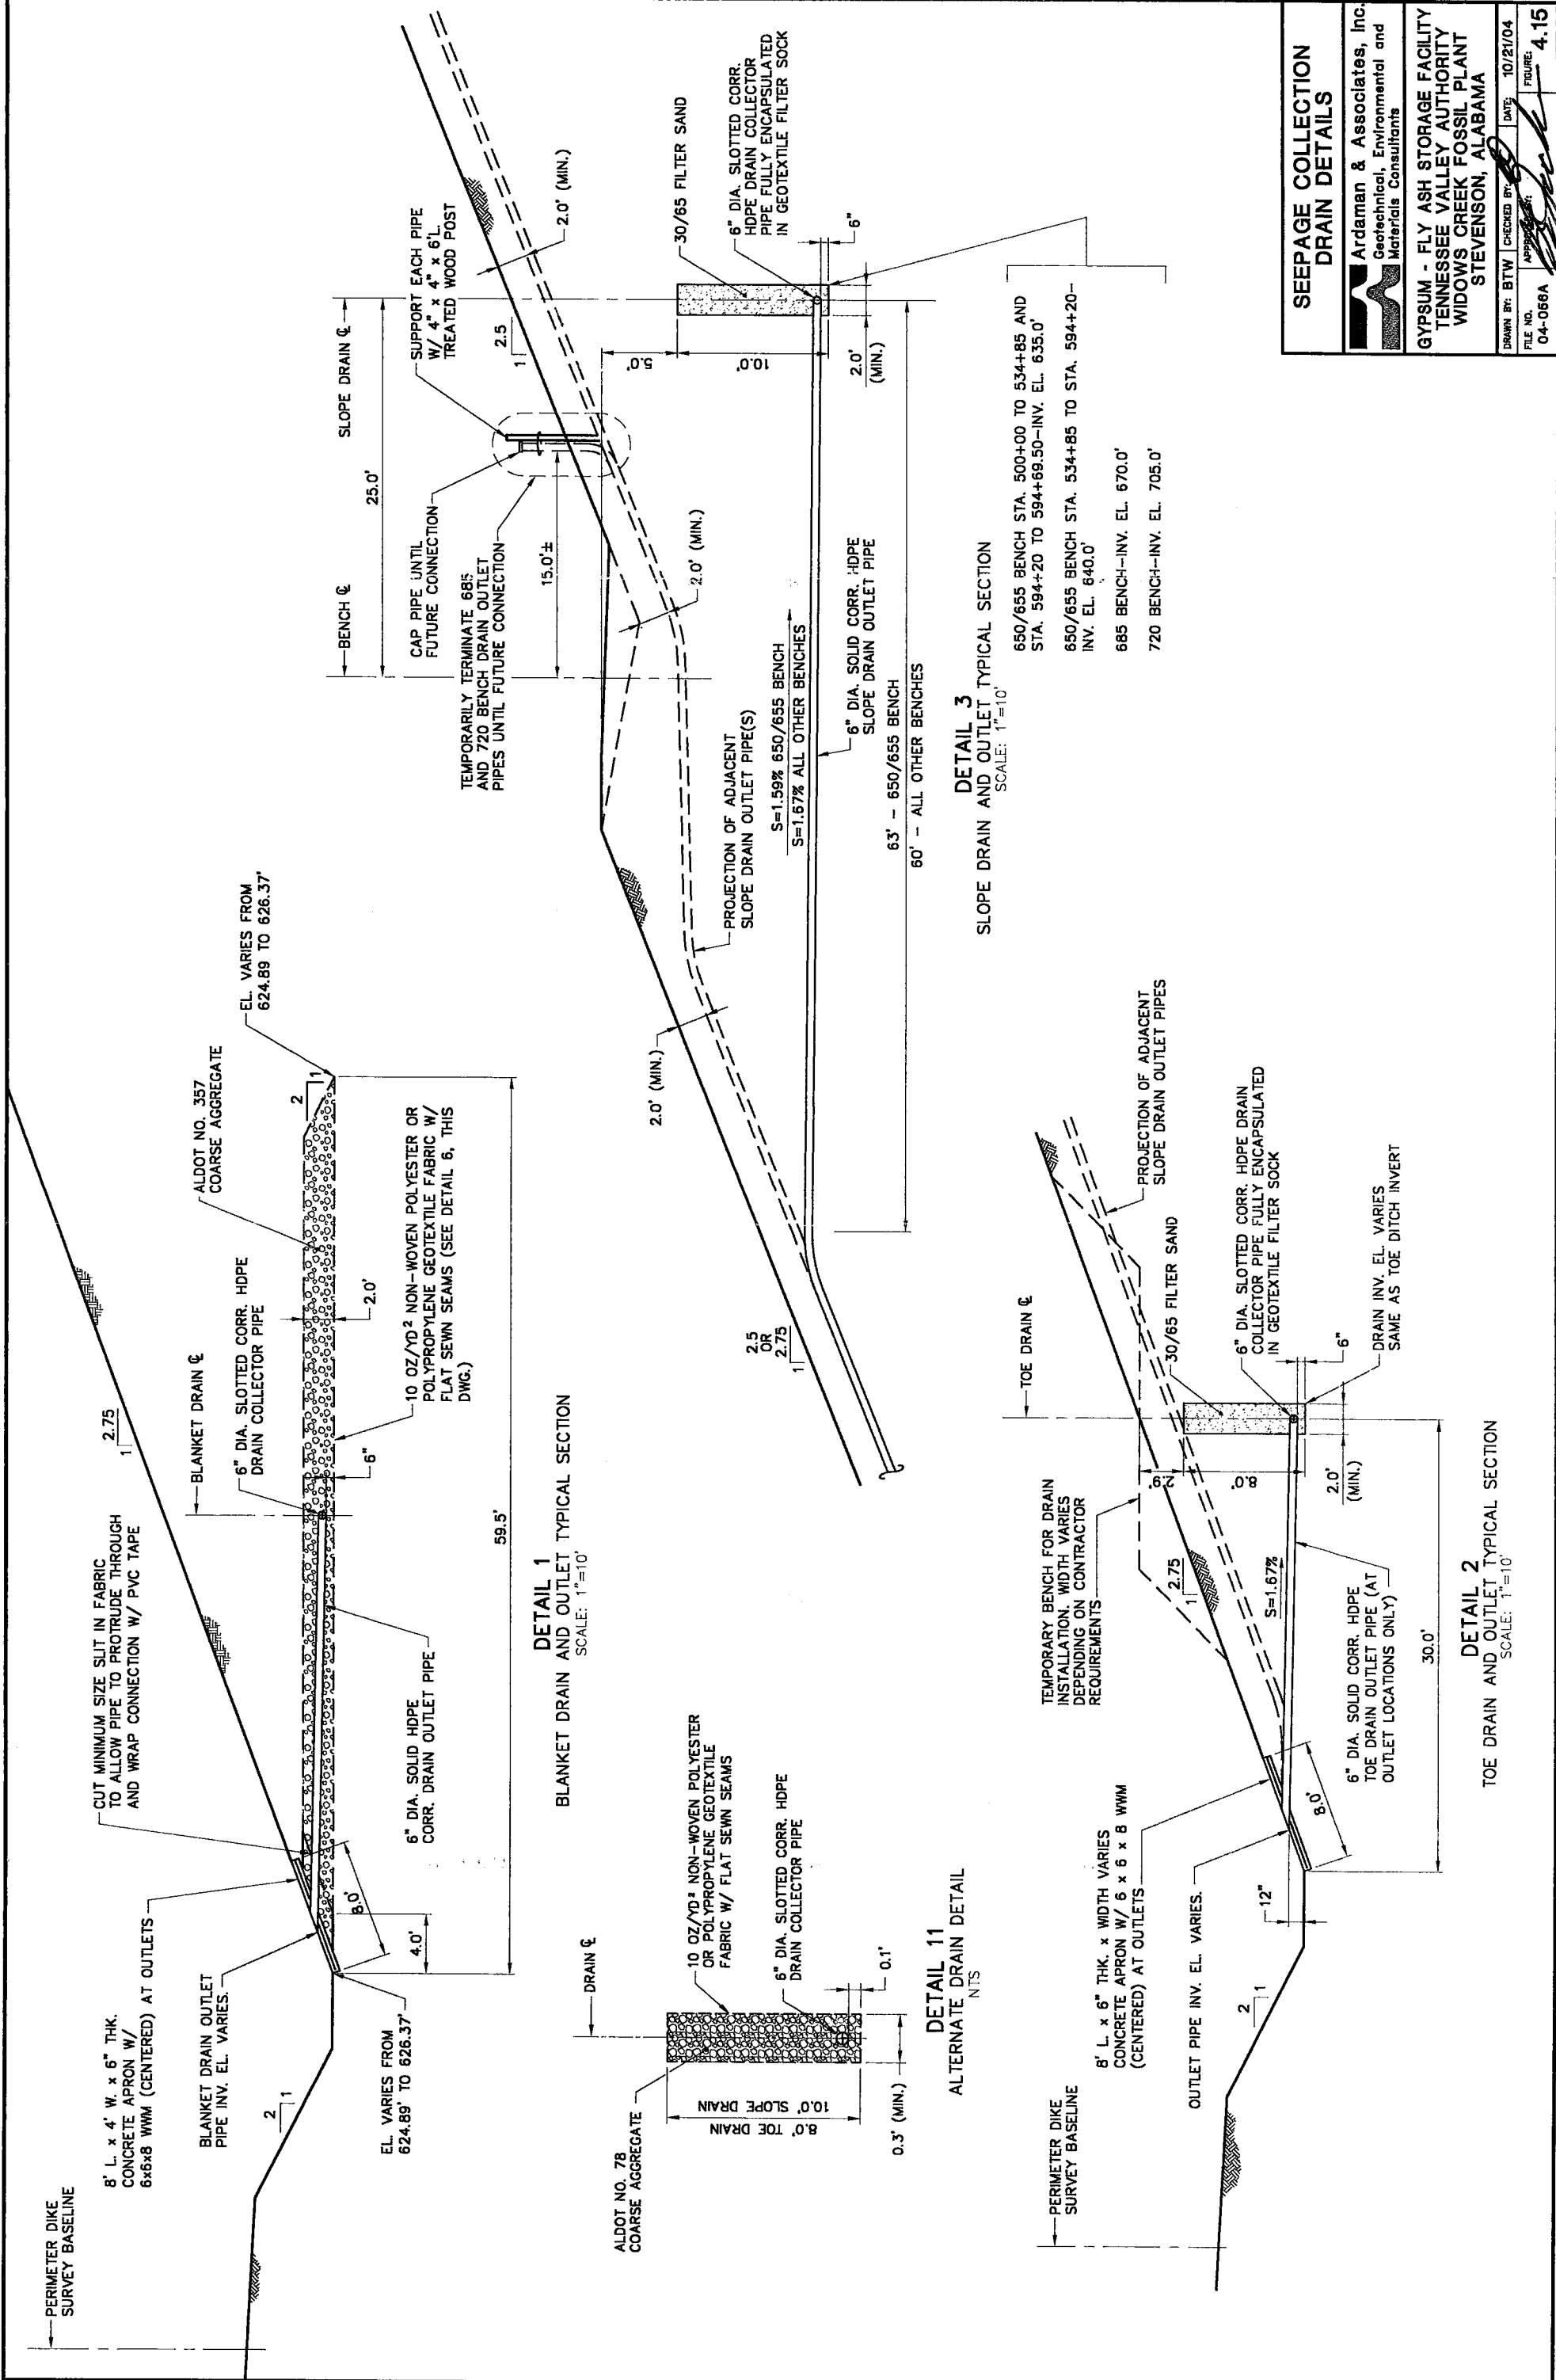 PERIMETER DIKE
SURVEY BASELINE
8' L. x 4' W. x 6" THK.
CONCRETE APRON W/
6x6x8 WWM (CENTERED) AT OUTLETS
BLANKET DRAIN OUTLET
PIPE INV. EL. VARIES.
2
1
EL. VARIES FROM
624.89' TO 626.37'
CUT MINIMUM SIZE SLIT IN FABRIC
TO ALLOW PIPE TO PROTRUDE THROUGH
AND WRAP CONNECTION W/ PVC TAPE
8.0'
4.0'
6" DIA. SOLID HDPE
CORR. DRAIN OUTLET PIPE
2.75
1
BLANKET DRAIN ℄
6" DIA. SLOTTED CORR. HDPE
DRAIN COLLECTOR PIPE
6"
2.0'
ALDOT NO. 357
COARSE AGGREGATE
2
1
EL. VARIES FROM
624.89 TO 626.37'
10 OZ/YD² NON-WOVEN POLYESTER OR
POLYPROPYLENE GEOTEXTILE FABRIC W/
FLAT SEWN SEAMS (SEE DETAIL 6, THIS
DWG.)
59.5'
DETAIL 1
BLANKET DRAIN AND OUTLET TYPICAL SECTION
SCALE: 1"=10'
DRAIN ℄
ALDOT NO. 78
COARSE AGGREGATE
8.0' TOE DRAIN
10.0' SLOPE DRAIN
10 OZ/YD² NON-WOVEN POLYESTER
OR POLYPROPYLENE GEOTEXTILE
FABRIC W/ FLAT SEWN SEAMS
6" DIA. SLOTTED CORR. HDPE
DRAIN COLLECTOR PIPE
0.1'
0.3' (MIN.)
DETAIL 11
ALTERNATE DRAIN DETAIL
NTS
PERIMETER DIKE
SURVEY BASELINE
8' L. x 6" THK. x WIDTH VARIES
CONCRETE APRON W/ 6 x 6 x 8 WWM
(CENTERED) AT OUTLETS
OUTLET PIPE INV. EL. VARIES.
2
1
12"
8.0'
6" DIA. SOLID CORR. HDPE
TOE DRAIN OUTLET PIPE (AT
OUTLET LOCATIONS ONLY)
TEMPORARY BENCH FOR DRAIN
INSTALLATION. WIDTH VARIES
DEPENDING ON CONTRACTOR
REQUIREMENTS
2.75
1
S=1.67%
TOE DRAIN ℄
2.9'
8.0'
30/65 FILTER SAND
2.0'
(MIN.)
6"
PROJECTION OF ADJACENT
SLOPE DRAIN OUTLET PIPES
6" DIA. SLOTTED CORR. HDPE DRAIN
COLLECTOR PIPE FULLY ENCAPSULATED
IN GEOTEXTILE FILTER SOCK
DRAIN INV. EL. VARIES
SAME AS TOE DITCH INVERT
30.0'
DETAIL 2
TOE DRAIN AND OUTLET TYPICAL SECTION
SCALE: 1"=10'
BENCH ℄
SLOPE DRAIN ℄
25.0'
CAP PIPE UNTIL
FUTURE CONNECTION
TEMPORARILY TERMINATE 685
AND 720 BENCH DRAIN OUTLET
PIPES UNTIL FUTURE CONNECTION
SUPPORT EACH PIPE
W/ 4" x 4" x 6'L.
TREATED WOOD POST
15.0'±
2.5
1
2.0' (MIN.)
2.0' (MIN.)
2.0' (MIN.)
5.0'
10.0'
30/65 FILTER SAND
6" DIA. SLOTTED CORR.
HDPE DRAIN COLLECTOR
PIPE FULLY ENCAPSULATED
IN GEOTEXTILE FILTER SOCK
6"
2.0'
(MIN.)
PROJECTION OF ADJACENT
SLOPE DRAIN OUTLET PIPE(S)
S=1.59% 650/655 BENCH
S=1.67% ALL OTHER BENCHES
6" DIA. SOLID CORR. HDPE
SLOPE DRAIN OUTLET PIPE
63' - 650/655 BENCH
60' - ALL OTHER BENCHES
2.5
OR
2.75
1
DETAIL 3
SLOPE DRAIN AND OUTLET TYPICAL SECTION
SCALE: 1"=10'
650/655 BENCH STA. 500+00 TO 534+85 AND
STA. 594+20 TO 594+69.50-INV. EL. 635.0'
650/655 BENCH STA. 534+85 TO STA. 594+20-
INV. EL. 640.0'
685 BENCH-INV. EL. 670.0'
720 BENCH-INV. EL. 705.0'
SEEPAGE COLLECTION
DRAIN DETAILS
Ardaman & Associates, Inc.
Geotechnical, Environmental and
Materials Consultants
GYPSUM - FLY ASH STORAGE FACILITY
TENNESSEE VALLEY AUTHORITY
WIDOWS CREEK FOSSIL PLANT
STEVENSON, ALABAMA
DRAWN BY: BTW CHECKED BY: DATE: 10/21/04
FILE NO. 04-066A APPROVED BY: FIGURE: 4.15